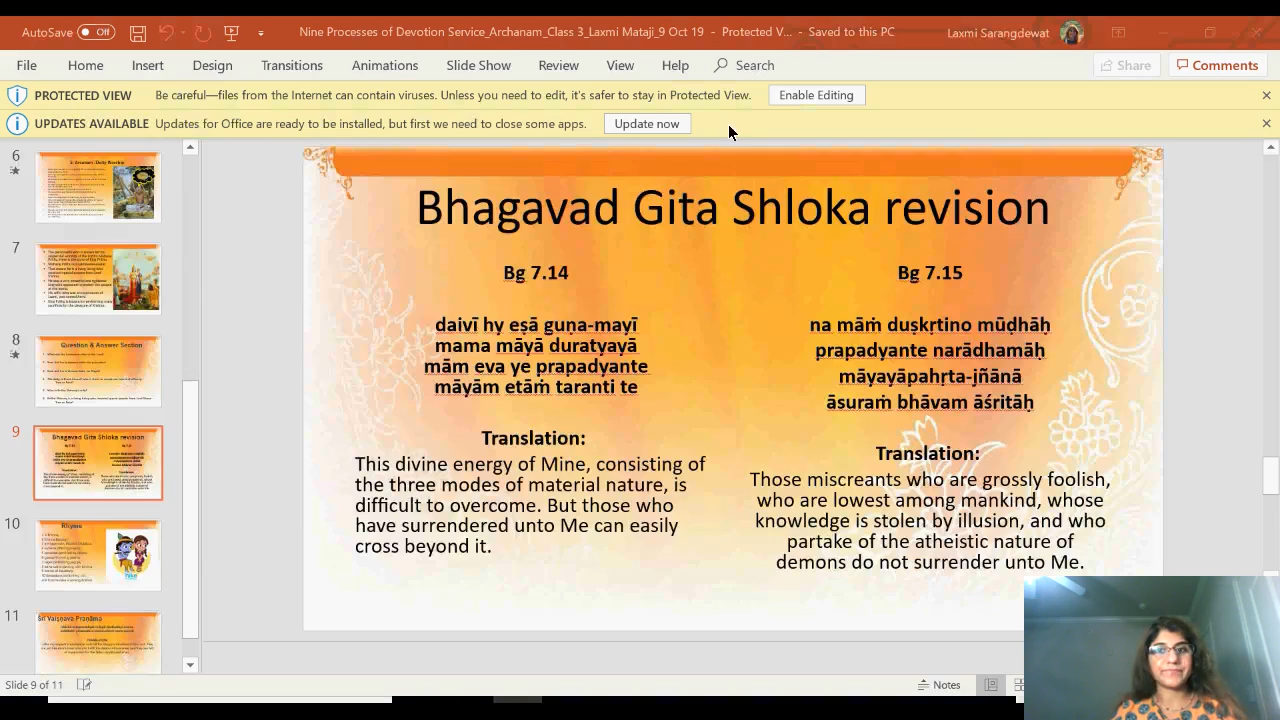 AutoSave Off Nine Processes of Devotion Service_Archanam_Class 3_Laxmi Mataji_9 Oct 19 - Protected V... - Saved to this PC Laxmi Sarangdewat
File Home Insert Design Transitions Animations Slide Show Review View Help Search Share Comments
PROTECTED VIEW Be careful—files from the Internet can contain viruses. Unless you need to edit, it's safer to stay in Protected View. Enable Editing
UPDATES AVAILABLE Updates for Office are ready to be installed, but first we need to close some apps. Update now
6
7
8
Question & Answer Section
9
Bhagavad Gita Shloka revision
10
Rhyme
11
Śrī Vaiṣṇava Praṇāma
Bhagavad Gita Shloka revision
Bg 7.14
daivī hy eṣā guṇa-mayī
mama māyā duratyayā
mām eva ye prapadyante
māyām etāṁ taranti te
Translation:
This divine energy of Mine, consisting of
the three modes of material nature, is
difficult to overcome. But those who
have surrendered unto Me can easily
cross beyond it.
Bg 7.15
na māṁ duṣkṛtino mūḍhāḥ
prapadyante narādhamāḥ
māyayāpahṛta-jñānā
āsuraṁ bhāvam āśritāḥ
Translation:
Those miscreants who are grossly foolish,
who are lowest among mankind, whose
knowledge is stolen by illusion, and who
partake of the atheistic nature of
demons do not surrender unto Me.
Slide 9 of 11 Notes